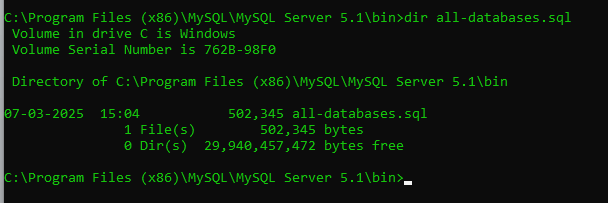 C:\Program Files (x86)\MySQL\MySQL Server 5.1\bin>dir all-databases.sql
 Volume in drive C is Windows
 Volume Serial Number is 762B-98F0
 Directory of C:\Program Files (x86)\MySQL\MySQL Server 5.1\bin
07-03-2025  15:04           502,345 all-databases.sql
               1 File(s)        502,345 bytes
               0 Dir(s)  29,940,457,472 bytes free
C:\Program Files (x86)\MySQL\MySQL Server 5.1\bin>